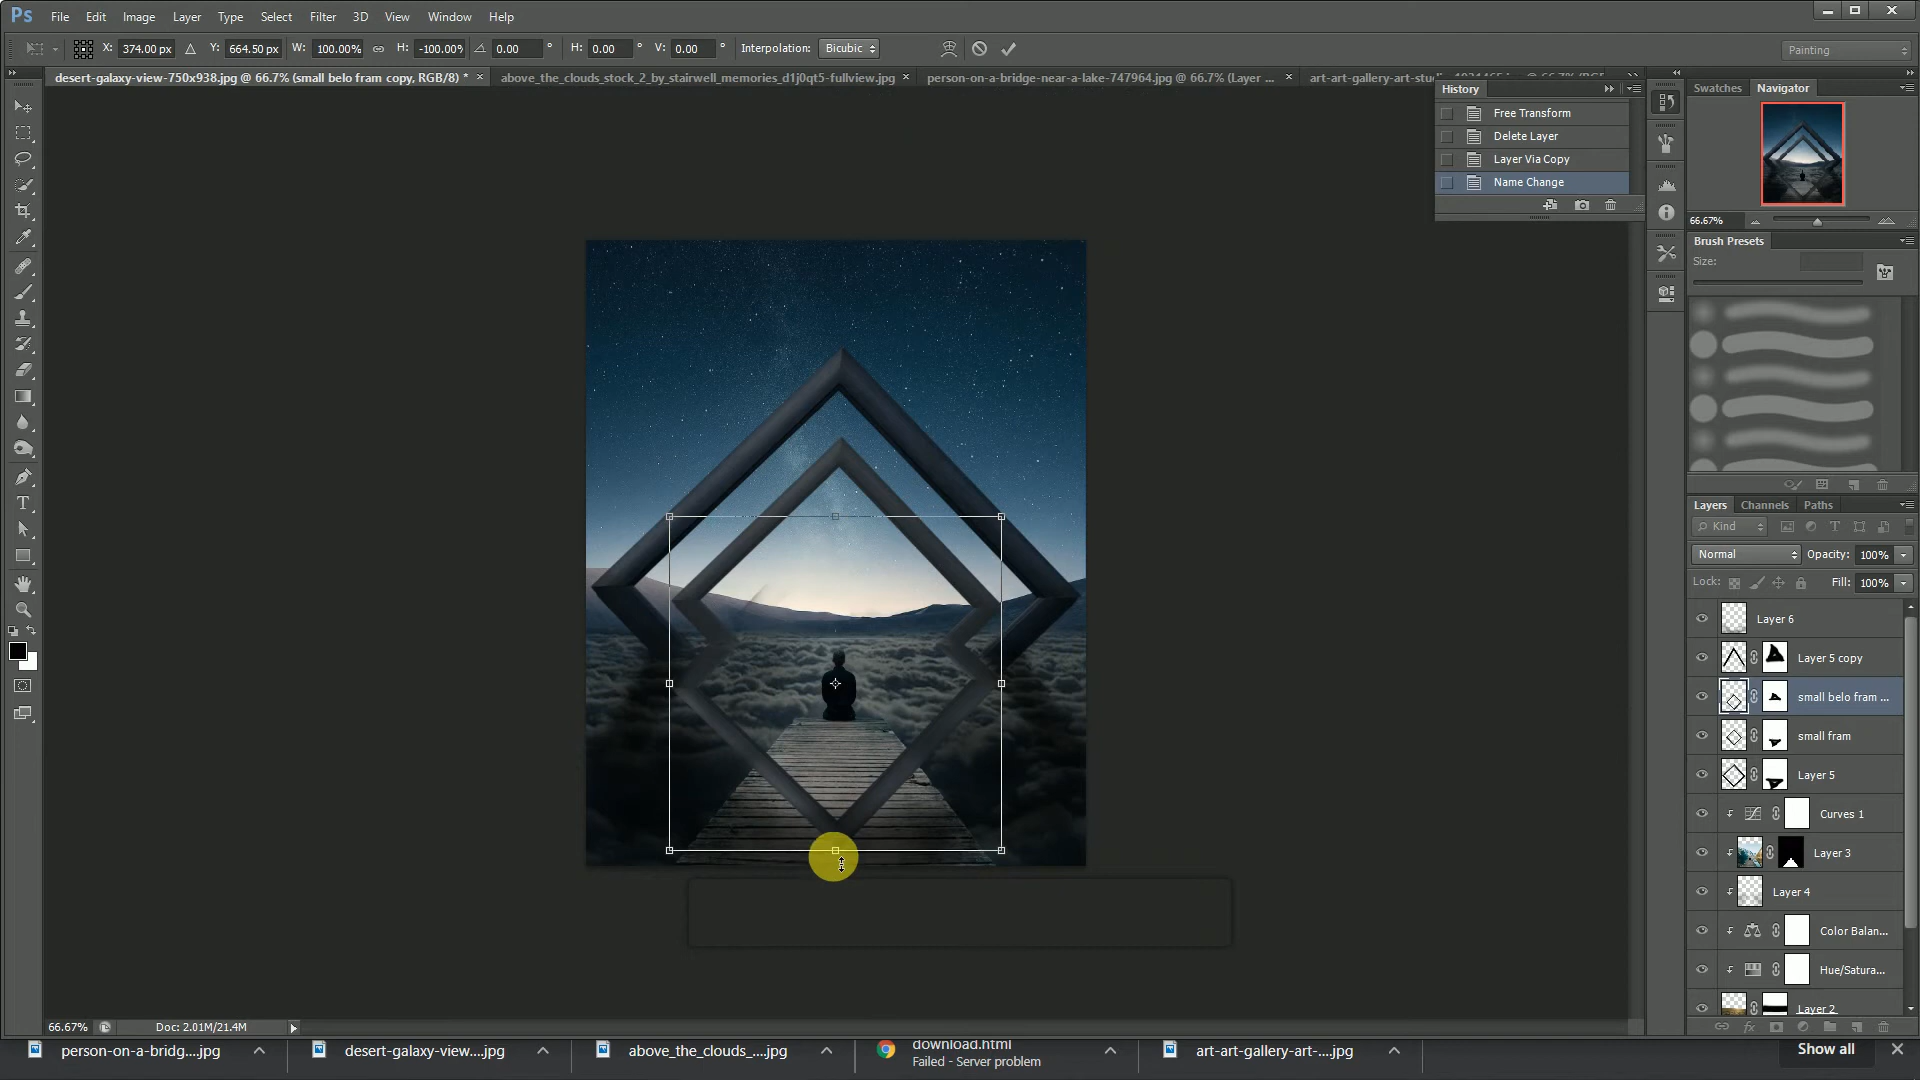 Ps File Edit Image Layer Type Select Filter 3D View Window Help
X: 374.00 px Y: 664.50 px W: 100.00% H: -100.00% 0.00 ° H: 0.00 ° V: 0.00 ° Interpolation: Bicubic Painting
desert-galaxy-view-750x938.jpg @ 66.7% (small belo fram copy, RGB/8) * × above_the_clouds_stock_2_by_stairwell_memories_d1j0qt5-fullview.jpg × person-on-a-bridge-near-a-lake-747964.jpg @ 66.7% (Layer ... ×
History
Free Transform
Delete Layer
Layer Via Copy
Name Change
Swatches Navigator
66.67%
Brush Presets
Size:
Layers Channels Paths
Kind
Normal Opacity: 100%
Lock: Fill: 100%
Layer 6
Layer 5 copy
small belo fram ...
small fram
Layer 5
Curves 1
Layer 3
Layer 4
Color Balan...
Hue/Satura...
Layer 2
66.67% Doc: 2.01M/21.4M
person-on-a-bridg....jpg desert-galaxy-view....jpg above_the_clouds_....jpg download.html art-art-gallery-art-....jpg Show all
Failed - Server problem